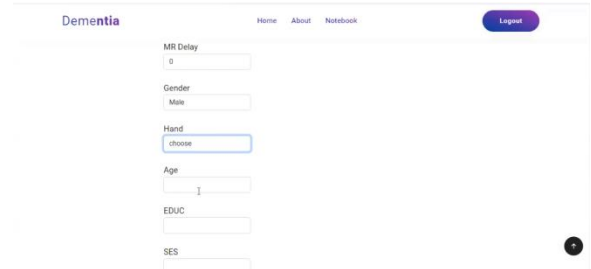 Dementia Home About Notebook Logout
MR Delay
0
Gender
Male
Hand
choose
Age
EDUC
SES